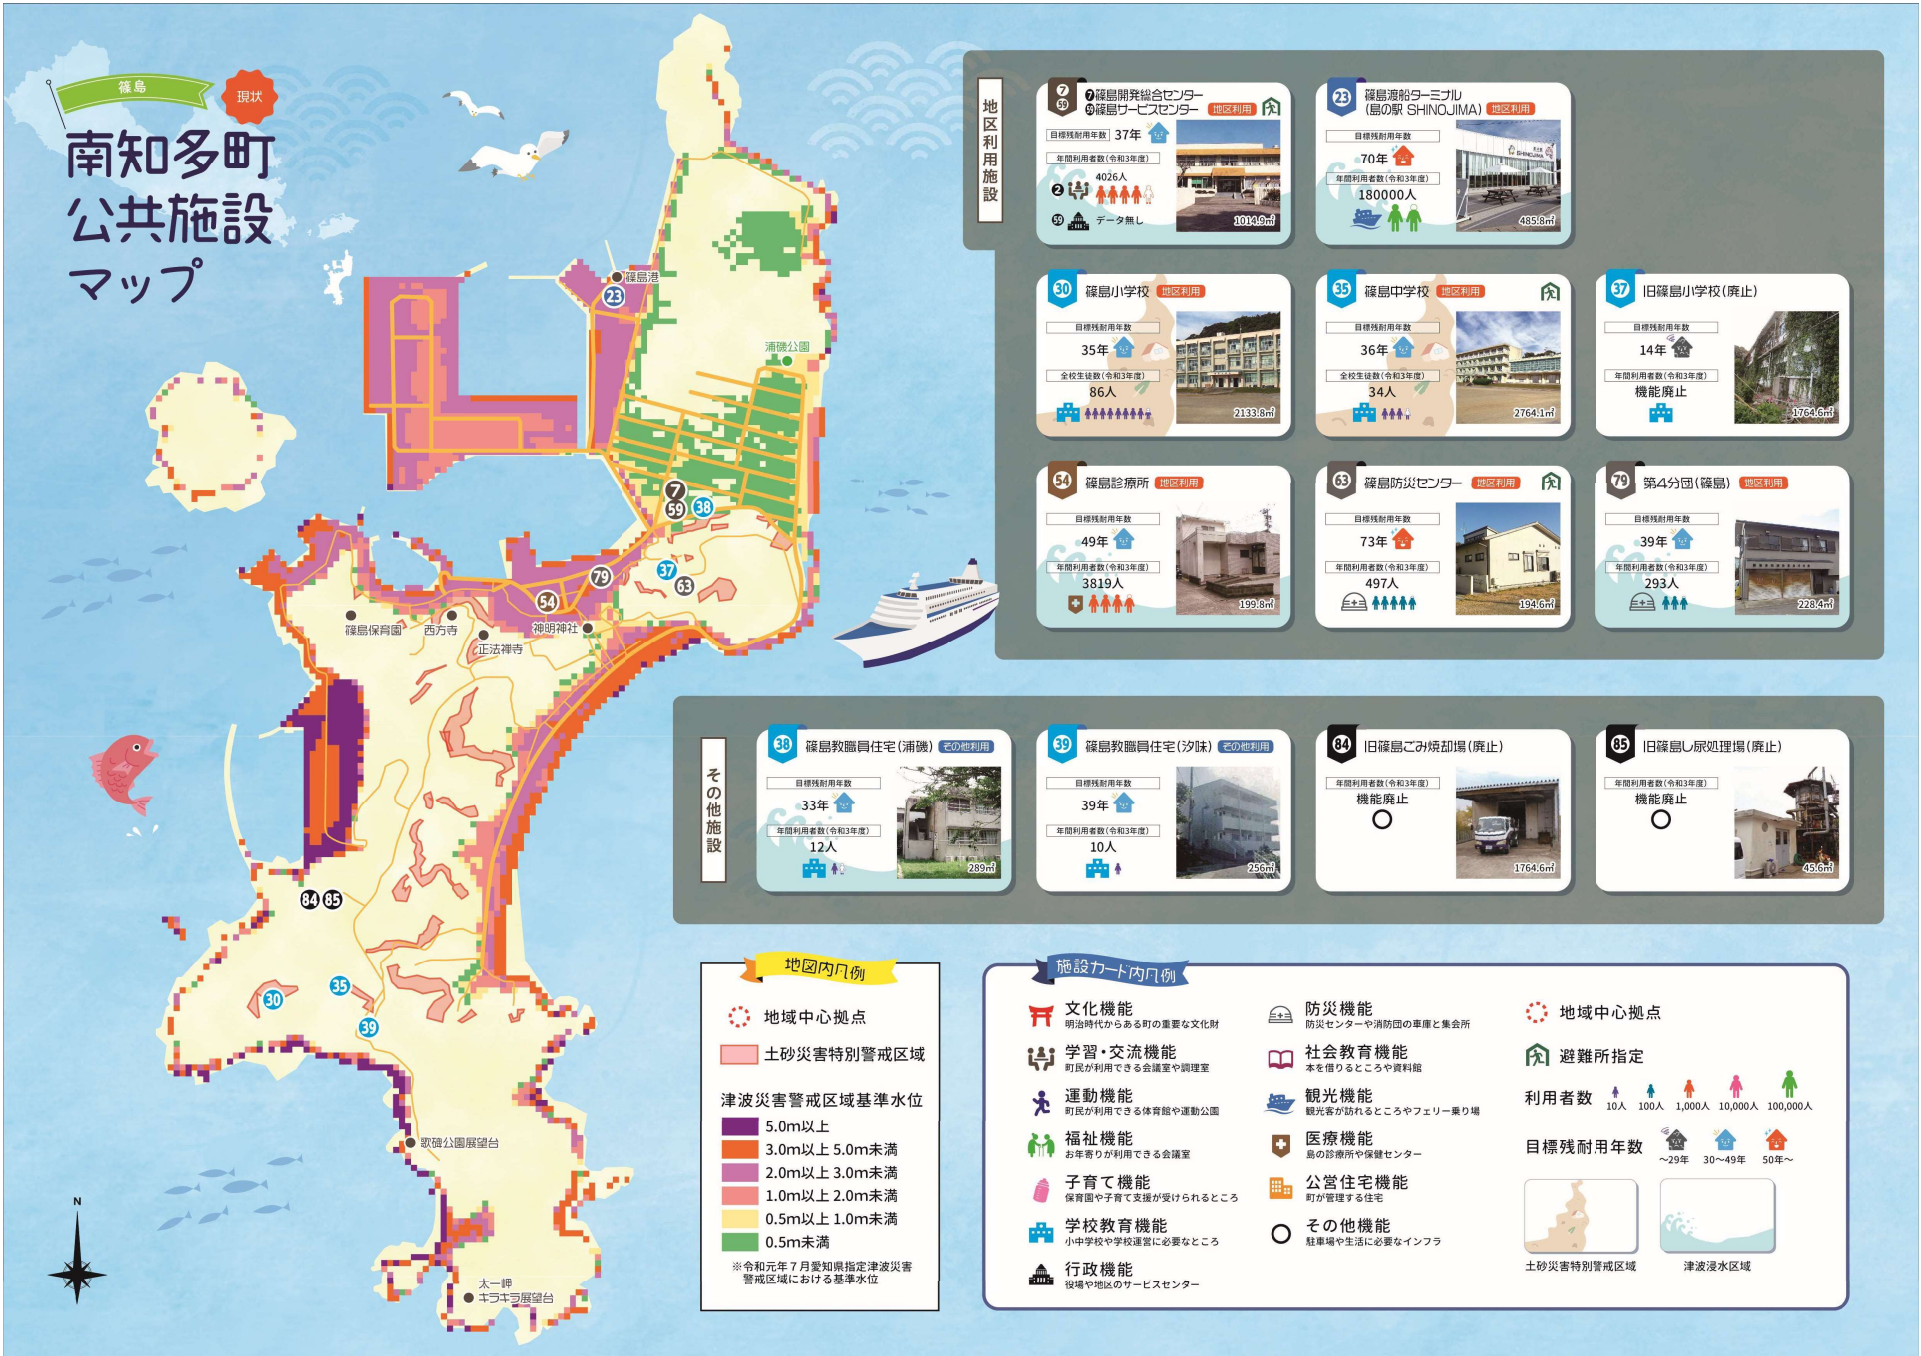 篠島
現状
南知多町
公共施設
マップ
篠島港
23
浦磯公園
7
59
38
37
63
79
54
篠島保育園
西方寺
正法禅寺
神明神社
84
85
30
35
39
歌碑公園展望台
太一岬
キラキラ展望台
N
地区利用施設
7
59
❼篠島開発総合センター
59篠島サービスセンター
地区利用
目標残耐用年数 37年
年間利用者数(令和3年度)
4026人
2
59 データ無し
1014.9㎡
23
篠島渡船ターミナル
(島の駅 SHINOJIMA)
地区利用
目標残耐用年数
70年
年間利用者数(令和3年度)
180000人
SHINOJIMA
485.8㎡
30
篠島小学校 地区利用
目標残耐用年数
35年
全校生徒数(令和3年度)
86人
2133.8㎡
35
篠島中学校 地区利用
目標残耐用年数
36年
全校生徒数(令和3年度)
34人
2764.1㎡
37
旧篠島小学校(廃止)
目標残耐用年数
14年
年間利用者数(令和3年度)
機能廃止
1764.6㎡
54
篠島診療所 地区利用
目標残耐用年数
49年
年間利用者数(令和3年度)
3819人
199.8㎡
63
篠島防災センター 地区利用
目標残耐用年数
73年
年間利用者数(令和3年度)
497人
194.6㎡
79
第4分団(篠島) 地区利用
目標残耐用年数
39年
年間利用者数(令和3年度)
293人
228.4㎡
その他施設
38
篠島教職員住宅(浦磯) その他利用
目標残耐用年数
33年
年間利用者数(令和3年度)
12人
289㎡
39
篠島教職員住宅(汐味) その他利用
目標残耐用年数
39年
年間利用者数(令和3年度)
10人
256㎡
84
旧篠島ごみ焼却場(廃止)
年間利用者数(令和3年度)
機能廃止
1764.6㎡
85
旧篠島し尿処理場(廃止)
年間利用者数(令和3年度)
機能廃止
45.6㎡
地図内凡例
地域中心拠点
土砂災害特別警戒区域
津波災害警戒区域基準水位
5.0m以上
3.0m以上 5.0m未満
2.0m以上 3.0m未満
1.0m以上 2.0m未満
0.5m以上 1.0m未満
0.5m未満
※令和元年7月愛知県指定津波災害
警戒区域における基準水位
施設カード内凡例
文化機能
明治時代からある町の重要な文化財
学習・交流機能
町民が利用できる会議室や調理室
運動機能
町民が利用できる体育館や運動公園
福祉機能
お年寄りが利用できる会議室
子育て機能
保育園や子育て支援が受けられるところ
学校教育機能
小中学校や学校運営に必要なところ
行政機能
役場や地区のサービスセンター
防災機能
防災センターや消防団の車庫と集会所
社会教育機能
本を借りるところや資料館
観光機能
観光客が訪れるところやフェリー乗り場
医療機能
島の診療所や保健センター
公営住宅機能
町が管理する住宅
その他機能
駐車場や生活に必要なインフラ
地域中心拠点
避難所指定
利用者数
10人 100人 1,000人 10,000人 100,000人
目標残耐用年数
～29年 30～49年 50年～
土砂災害特別警戒区域
津波浸水区域